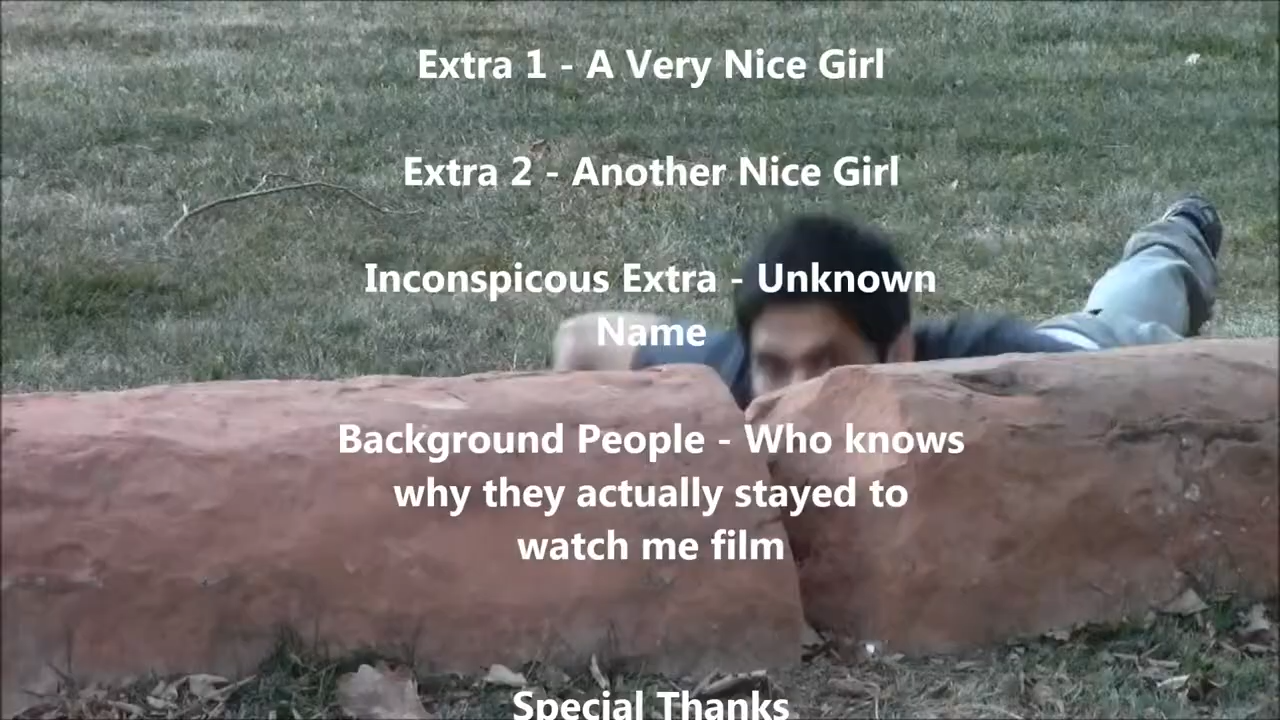 Extra 1 - A Very Nice Girl
Extra 2 - Another Nice Girl
Inconspicous Extra - Unknown
Name
Background People - Who knows
why they actually stayed to
watch me film
Special Thanks